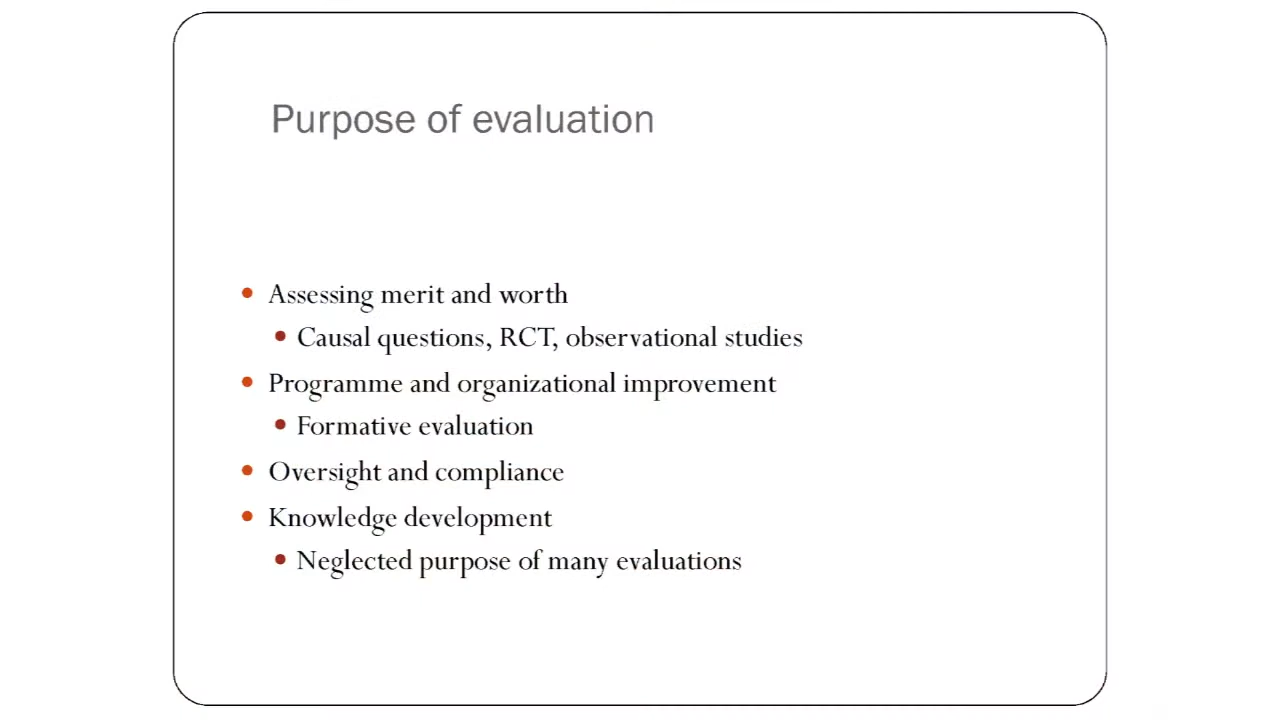 Purpose of evaluation
Assessing merit and worth
Causal questions, RCT, observational studies
Programme and organizational improvement
Formative evaluation
Oversight and compliance
Knowledge development
Neglected purpose of many evaluations